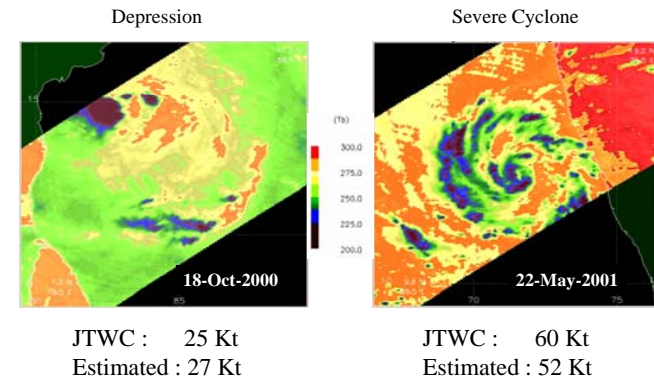 Depression
Severe Cyclone
15
18-Oct-2000
85
(Tb)
300.0
275.0
250.0
225.0
200.0
22-May-2001
70
75
JTWC : 25 Kt
Estimated : 27 Kt
JTWC : 60 Kt
Estimated : 52 Kt